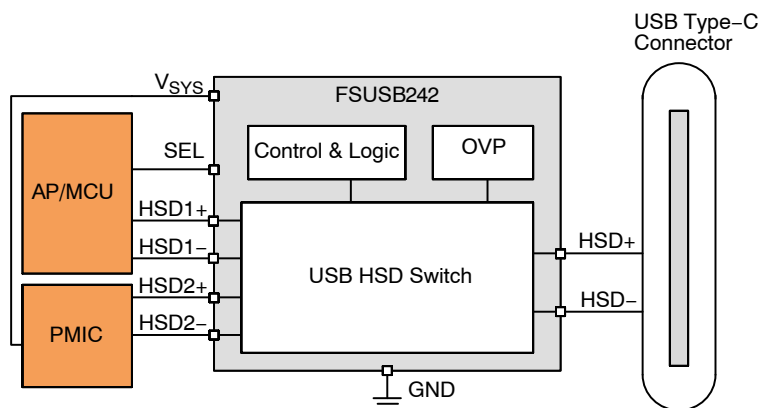 USB Type−C
Connector
VSYS
FSUSB242
SEL
Control & Logic
OVP
AP/MCU
HSD1+
HSD1−
HSD+
USB HSD Switch
HSD2+
HSD−
PMIC
HSD2−
GND